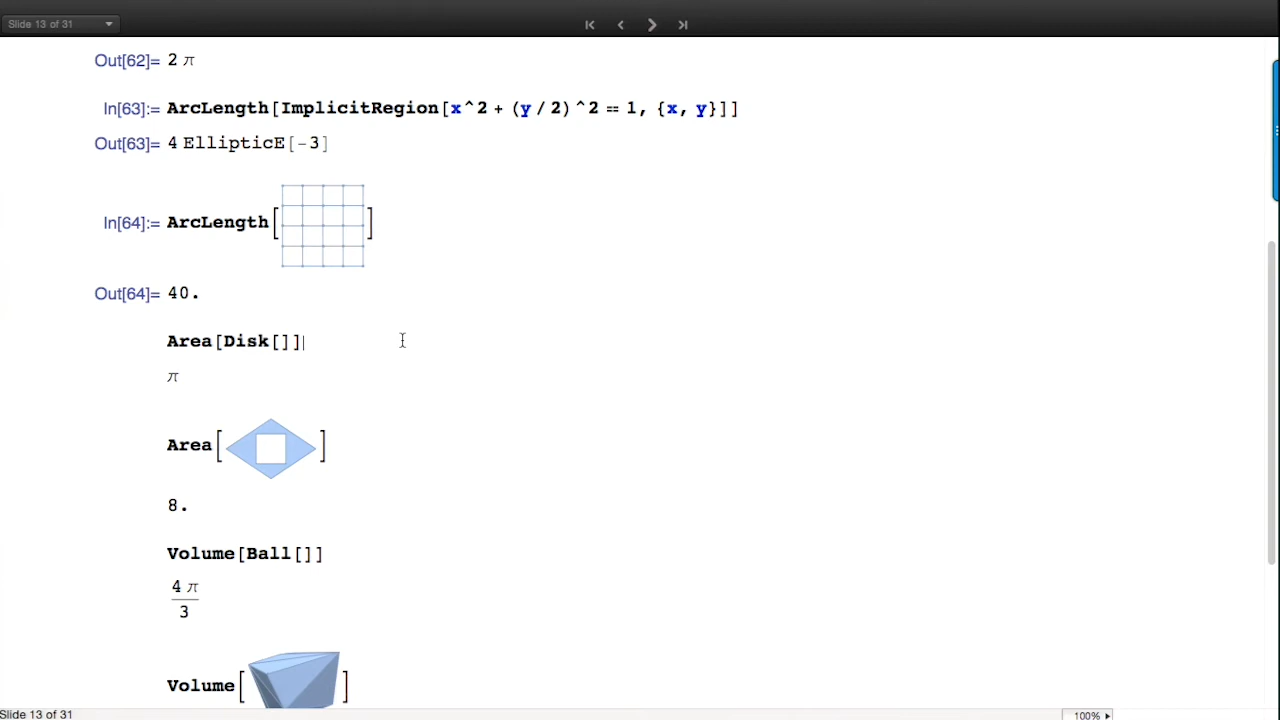 Slide 13 of 31
Out[62]= 2 π
In[63]:= ArcLength[ImplicitRegion[x^2 + (y / 2) ^2 == 1, {x, y}]]
Out[63]= 4 EllipticE[-3]
In[64]:= ArcLength[ ]
Out[64]= 40.
Area[Disk[]]
π
Area[ ]
8.
Volume[Ball[]]
4 π
3
Volume[ ]
Slide 13 of 31
100%